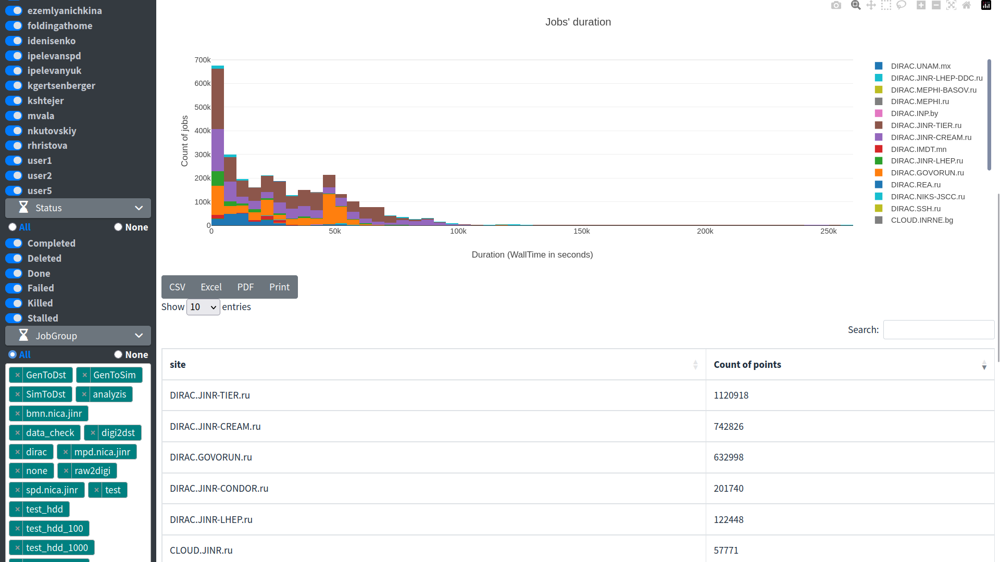 ezemlyanichkina
foldingathome
idenisenko
ipelevanspd
ipelevanyuk
kgertsenberger
kshtejer
mvala
nkutovskiy
rhristova
user1
user2
user5
Status
All None
Completed
Deleted
Done
Failed
Killed
Stalled
JobGroup
All None
× GenToDst × GenToSim
× SimToDst × analyzis
× bmn.nica.jinr
× data_check × digi2dst
× dirac × mpd.nica.jinr
× none × raw2digi
× spd.nica.jinr × test
× test_hdd
× test_hdd_100
× test_hdd_1000
Jobs' duration
Count of jobs
700k
600k
500k
400k
300k
200k
100k
0
0 50k 100k 150k 200k 250k
Duration (WallTime in seconds)
DIRAC.UNAM.mx
DIRAC.JINR-LHEP-DDC.ru
DIRAC.MEPHI-BASOV.ru
DIRAC.MEPHI.ru
DIRAC.INP.by
DIRAC.JINR-TIER.ru
DIRAC.JINR-CREAM.ru
DIRAC.IMDT.mn
DIRAC.JINR-LHEP.ru
DIRAC.GOVORUN.ru
DIRAC.REA.ru
DIRAC.NIKS-JSCC.ru
DIRAC.SSH.ru
CLOUD.INRNE.bg
CSV Excel PDF Print
Show 10 entries
Search:
site Count of points
DIRAC.JINR-TIER.ru 1120918
DIRAC.JINR-CREAM.ru 742826
DIRAC.GOVORUN.ru 632998
DIRAC.JINR-CONDOR.ru 201740
DIRAC.JINR-LHEP.ru 122448
CLOUD.JINR.ru 57771